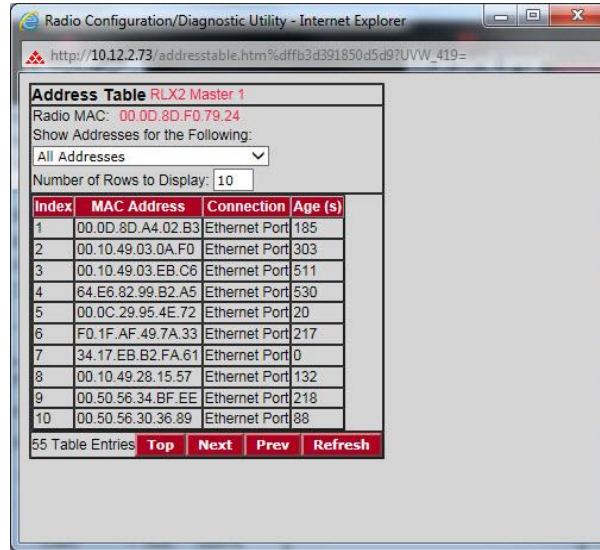 Radio Configuration/Diagnostic Utility - Internet Explorer
http://10.12.2.73/addresstable.htm%dffb3d391850d5d9?UVW_419=
Address Table RLX2 Master 1
Radio MAC: 00.0D.8D.F0.79.24
Show Addresses for the Following:
All Addresses
Number of Rows to Display: 10
Index MAC Address Connection Age (s)
1 00.0D.8D.A4.02.B3 Ethernet Port 185
2 00.10.49.03.0A.F0 Ethernet Port 303
3 00.10.49.03.EB.C6 Ethernet Port 511
4 64.E6.82.99.B2.A5 Ethernet Port 530
5 00.0C.29.95.4E.72 Ethernet Port 20
6 F0.1F.AF.49.7A.33 Ethernet Port 217
7 34.17.EB.B2.FA.61 Ethernet Port 0
8 00.10.49.28.15.57 Ethernet Port 132
9 00.50.56.34.BF.EE Ethernet Port 218
10 00.50.56.30.36.89 Ethernet Port 88
55 Table Entries Top Next Prev Refresh